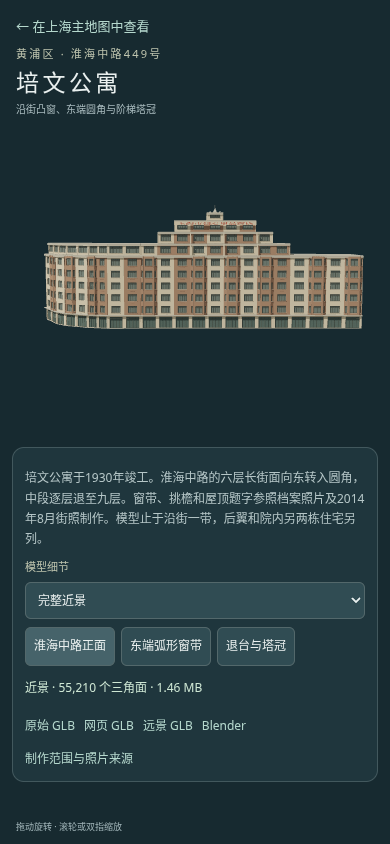 ← 在上海主地图中查看
黄浦区 · 淮海中路449号
培文公寓
沿街凸窗、东端圆角与阶梯塔冠
培文公寓于1930年竣工。淮海中路的六层长街面向东转入圆角，
中段逐层退至九层。窗带、挑檐和屋顶题字参照档案照片及2014
年8月街照制作。模型止于沿街一带，后翼和院内另两栋住宅另
列。
模型细节
完整近景
淮海中路正面 东端弧形窗带 退台与塔冠
近景 · 55,210 个三角面 · 1.46 MB
原始 GLB 网页 GLB 远景 GLB Blender
制作范围与照片来源
拖动旋转 · 滚轮或双指缩放